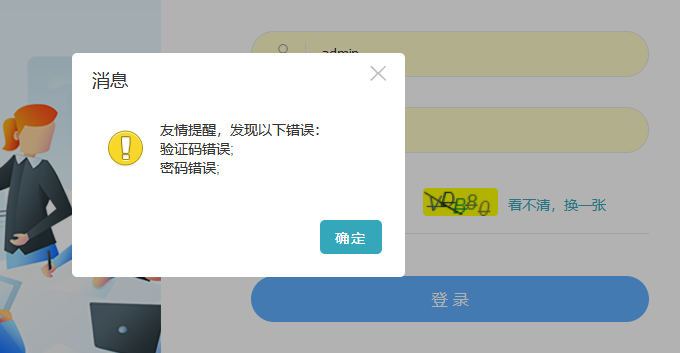 admin
消息
友情提醒，发现以下错误：
验证码错误;
密码错误;
VDB80
看不清，换一张
确定
登 录